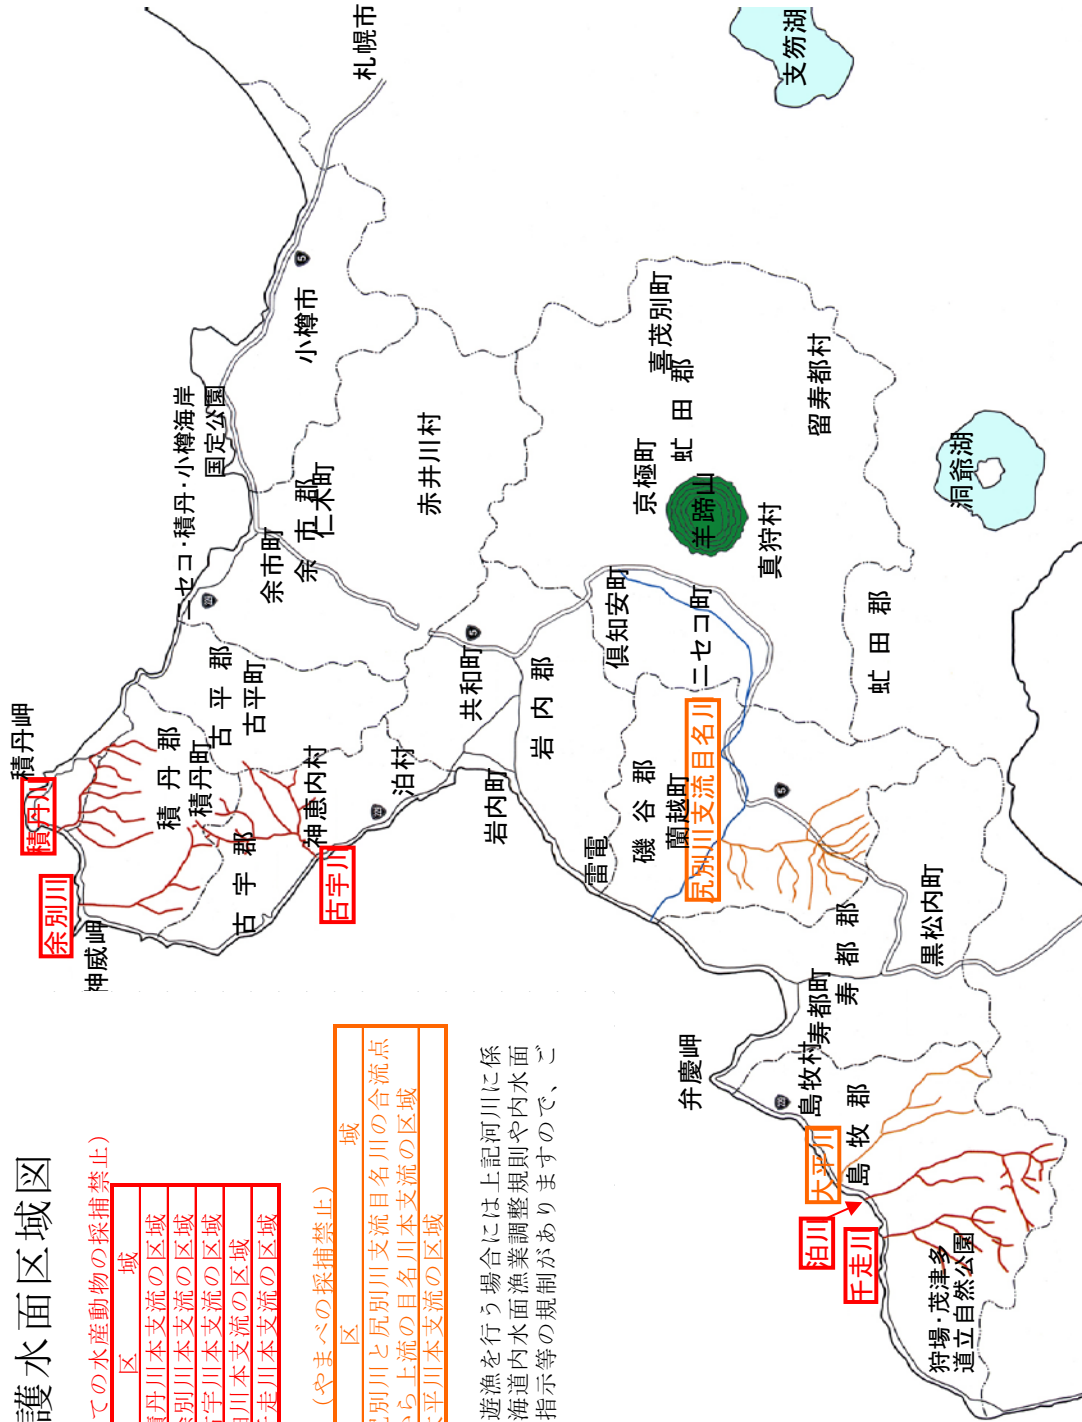 護水面区域図
ての水産動物の採捕禁止)
区 域
積丹川本支流の区域
余別川本支流の区域
古宇川本支流の区域
泊川本支流の区域
千走川本支流の区域
(やまべの採捕禁止)
区 域
尻別川と尻別川支流目名川の合流点
から上流の目名川本支流の区域
大平川本支流の区域
遊漁を行う場合には上記河川に係
海道内水面漁業調整規則や内水面
指示等の規制がありますので、ご
積丹岬
積丹川
余別川
神威岬
積丹郡
積丹町
古平郡
古平町
古宇郡
神恵内村
古宇川
泊村
ニセコ・積丹・小樽海岸
国定公園
余市町
余市郡
仁木町
赤井川村
小樽市
札幌市
5
229
支笏湖
共和町
5
岩内郡
岩内町
229
雷電
倶知安町
ニセコ町
京極町
虻田郡
喜茂別町
羊蹄山
真狩村
留寿都村
洞爺湖
虻田郡
磯谷郡
蘭越町
尻別川支流目名川
5
黒松内町
寿都郡
寿都町
弁慶岬
229
島牧村
島牧郡
大平川
泊川
千走川
狩場・茂津多
道立自然公園